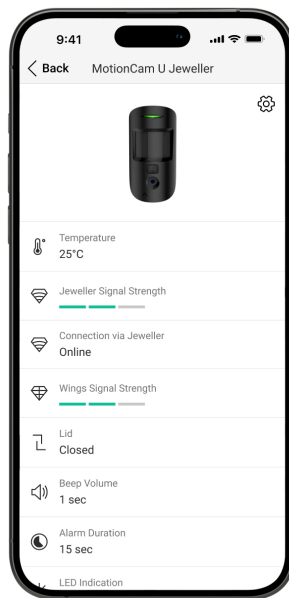 9:41
Back MotionCam U Jeweller
Temperature
25°C
Jeweller Signal Strength
Connection via Jeweller
Online
Wings Signal Strength
Lid
Closed
Beep Volume
1 sec
Alarm Duration
15 sec
LED Indication